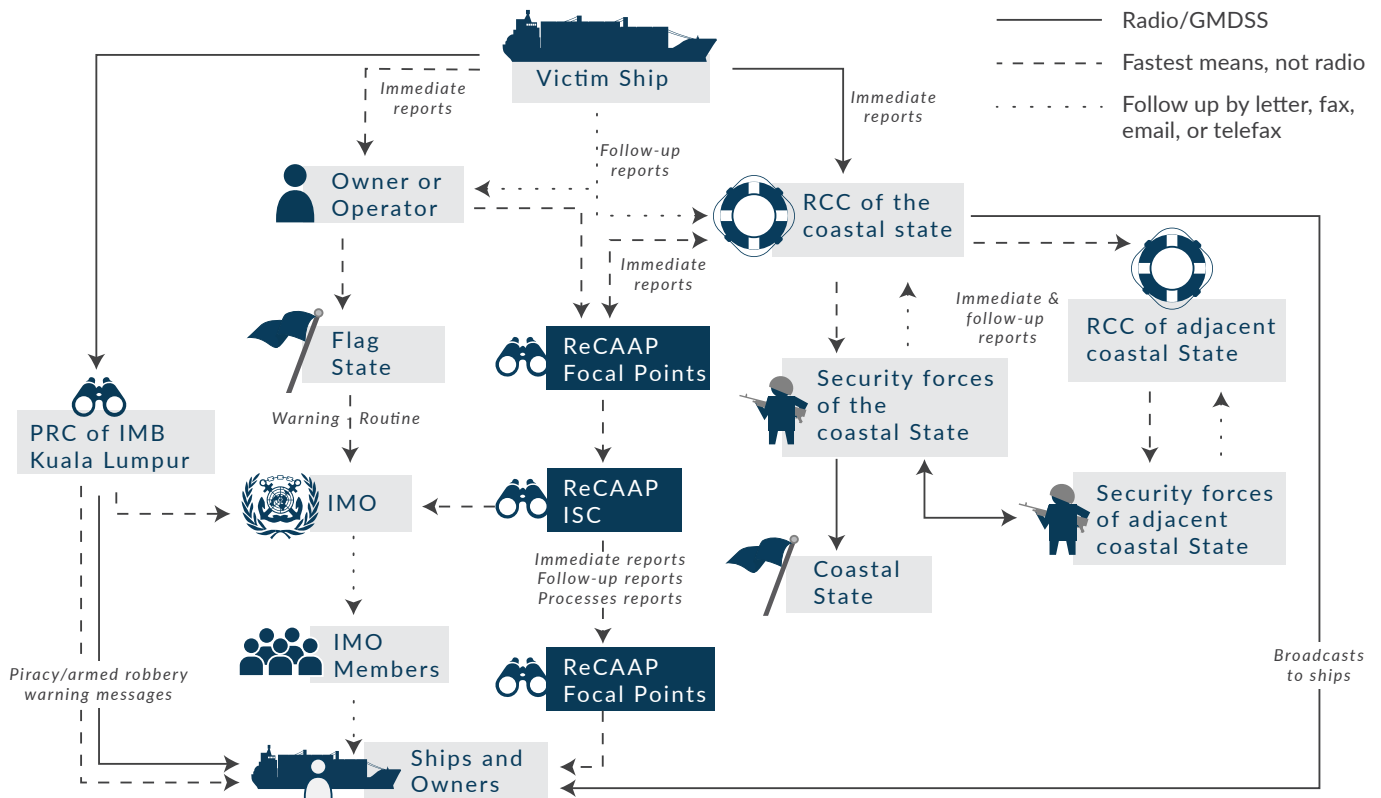 Radio/GMDSS
Fastest means, not radio
Follow up by letter, fax,
email, or telefax
Victim Ship
Immediate
reports
Immediate
reports
Follow-up
reports
Owner or
Operator
RCC of the
coastal state
Immediate
reports
Immediate &
follow-up
reports
RCC of adjacent
coastal State
Flag
State
ReCAAP
Focal Points
Security forces
of the
coastal State
Warning
Routine
PRC of IMB
Kuala Lumpur
IMO
ReCAAP
ISC
Security forces
of adjacent
coastal State
Immediate reports
Follow-up reports
Processes reports
Coastal
State
IMO
Members
ReCAAP
Focal Points
Piracy/armed robbery
warning messages
Broadcasts
to ships
Ships and
Owners